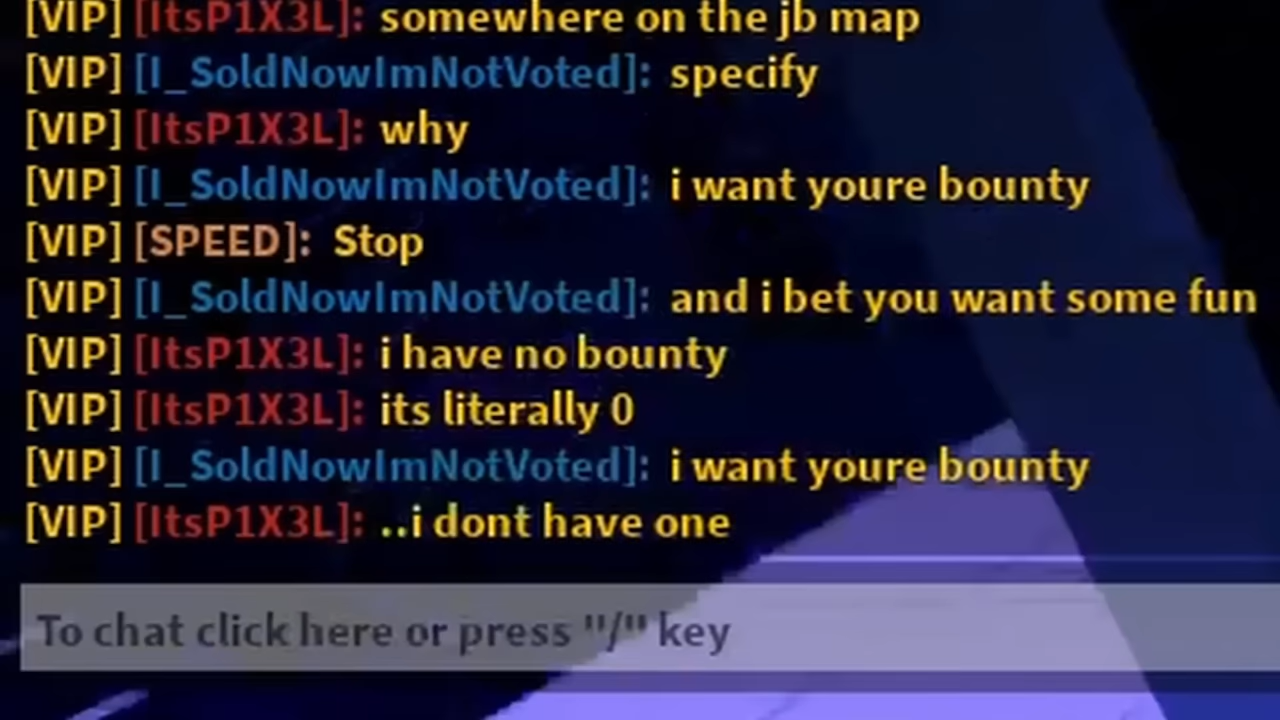 [VIP] [ItsP1X3L]: somewhere on the jb map
[VIP] [I_SoldNowImNotVoted]: specify
[VIP] [ItsP1X3L]: why
[VIP] [I_SoldNowImNotVoted]: i want youre bounty
[VIP] [SPEED]: Stop
[VIP] [I_SoldNowImNotVoted]: and i bet you want some fun
[VIP] [ItsP1X3L]: i have no bounty
[VIP] [ItsP1X3L]: its literally 0
[VIP] [I_SoldNowImNotVoted]: i want youre bounty
[VIP] [ItsP1X3L]: ..i dont have one
To chat click here or press "/" key